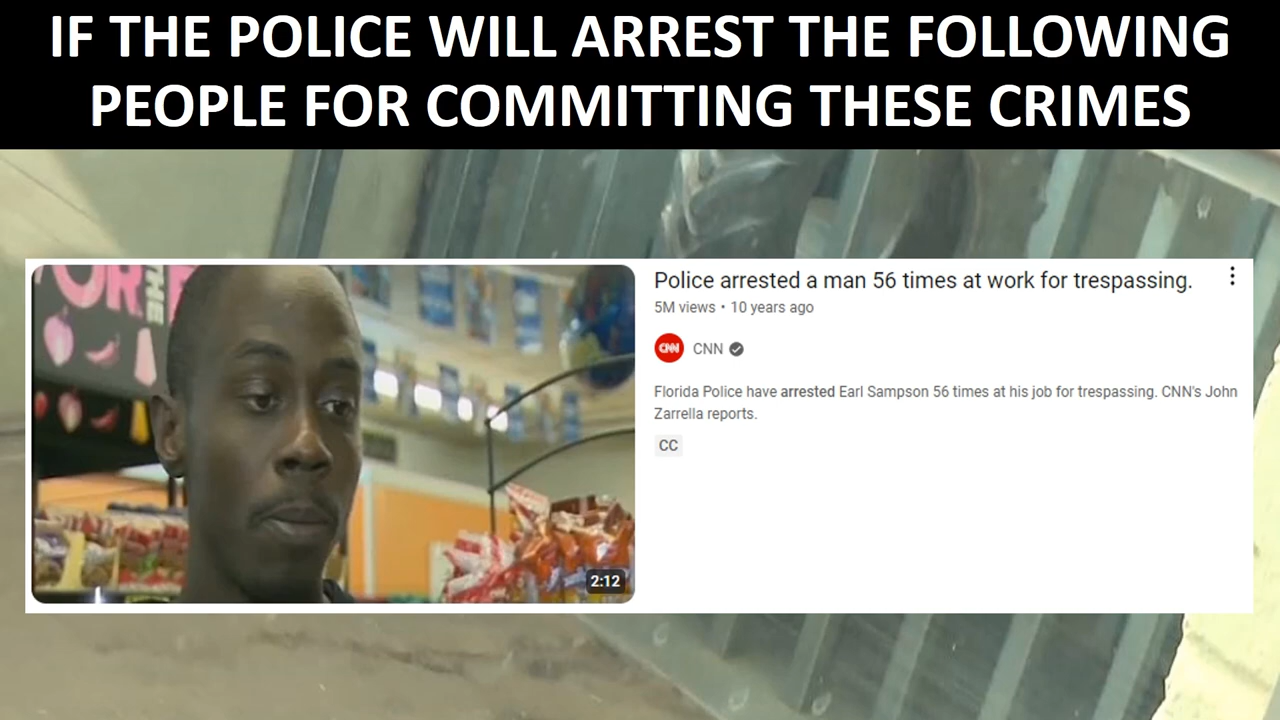 IF THE POLICE WILL ARREST THE FOLLOWING
PEOPLE FOR COMMITTING THESE CRIMES
OR THE
Police arrested a man 56 times at work for trespassing.
5M views • 10 years ago
CNN
CNN
Florida Police have arrested Earl Sampson 56 times at his job for trespassing. CNN's John
Zarrella reports.
CC
2:12